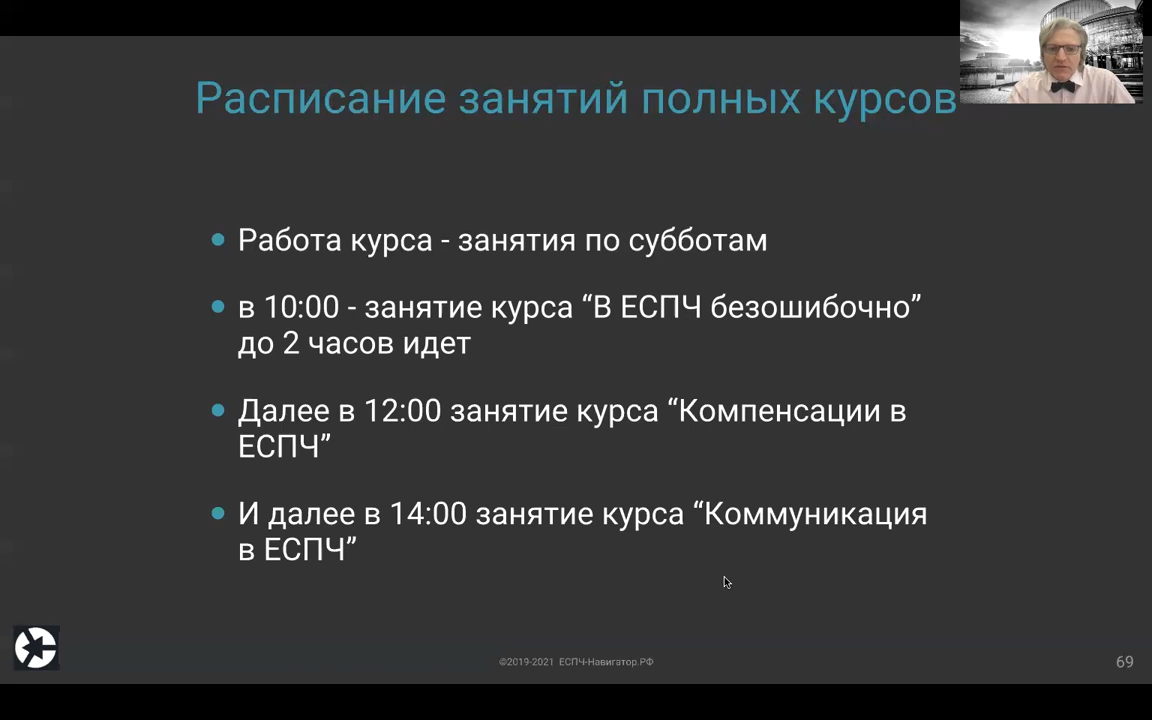 Расписание занятий полных курсов
Работа курса - занятия по субботам
в 10:00 - занятие курса “В ЕСПЧ безошибочно”
до 2 часов идет
Далее в 12:00 занятие курса “Компенсации в
ЕСПЧ”
И далее в 14:00 занятие курса “Коммуникация
в ЕСПЧ”
©2019-2021 ЕСПЧ-Навигатор.РФ
69